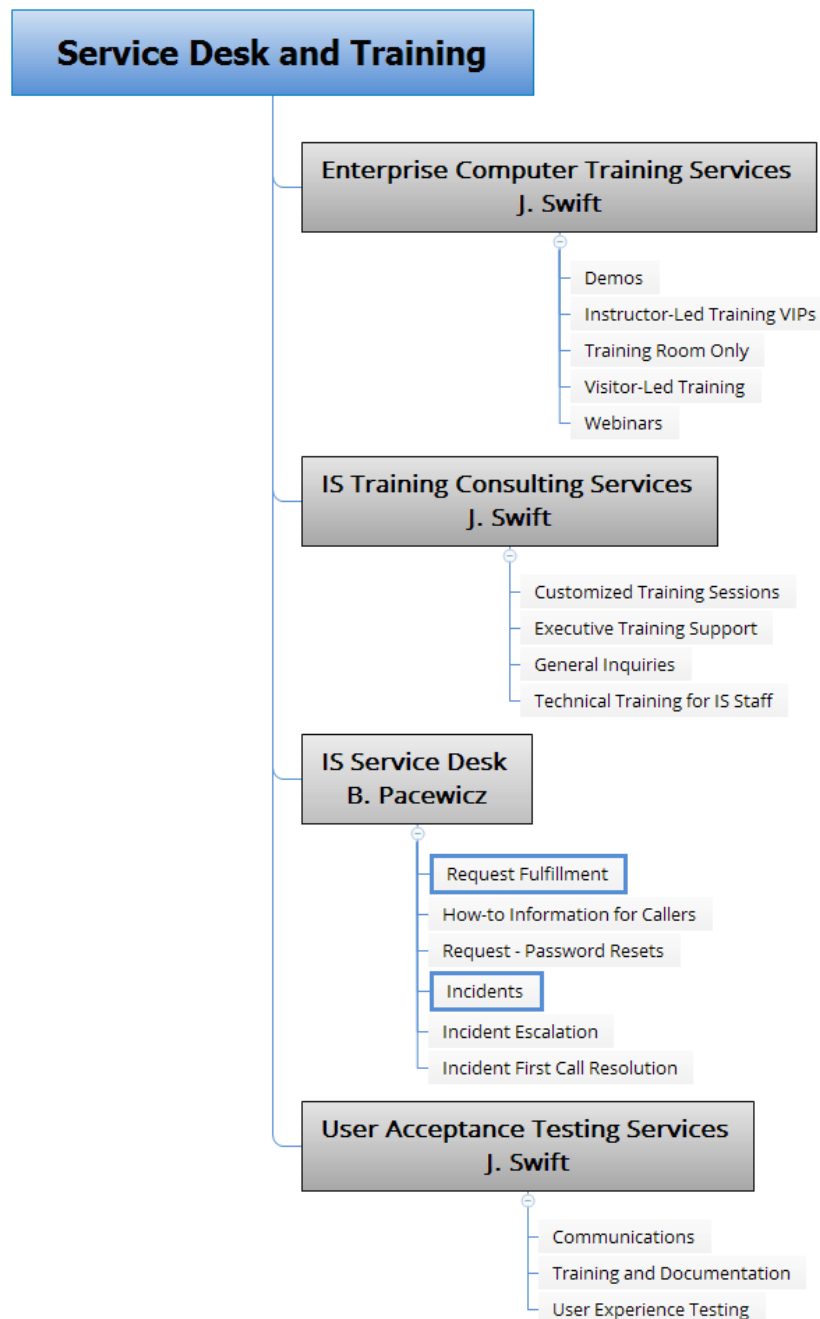 Service Desk and Training
Enterprise Computer Training Services
J. Swift
Demos
Instructor-Led Training VIPs
Training Room Only
Visitor-Led Training
Webinars
IS Training Consulting Services
J. Swift
Customized Training Sessions
Executive Training Support
General Inquiries
Technical Training for IS Staff
IS Service Desk
B. Pacewicz
Request Fulfillment
How-to Information for Callers
Request - Password Resets
Incidents
Incident Escalation
Incident First Call Resolution
User Acceptance Testing Services
J. Swift
Communications
Training and Documentation
User Experience Testing